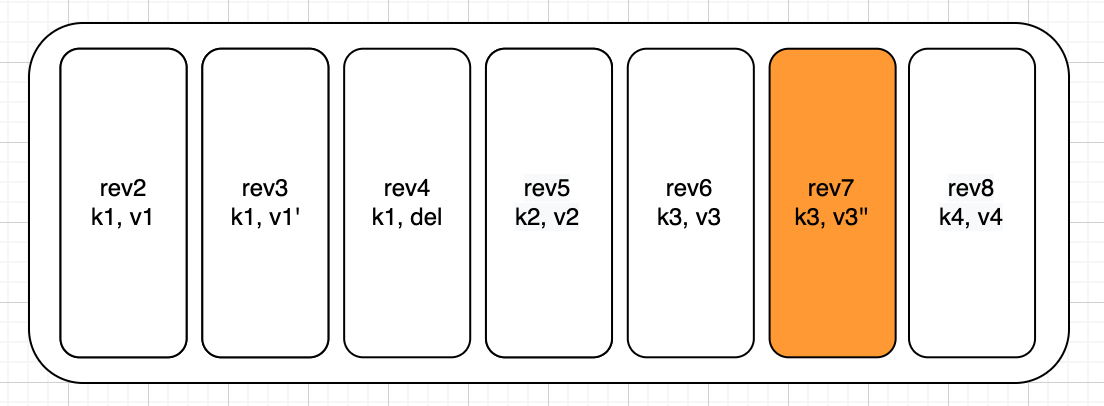 rev2
k1, v1
rev3
k1, v1'
rev4
k1, del
rev5
k2, v2
rev6
k3, v3
rev7
k3, v3"
rev8
k4, v4